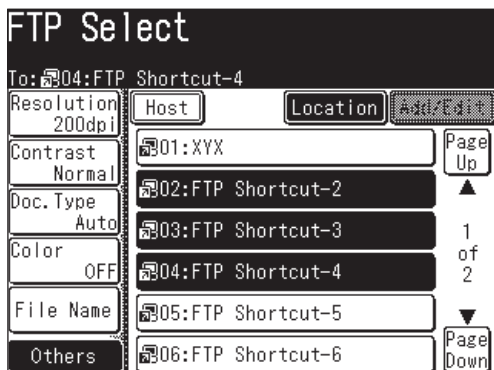 FTP Select
To:04:FTP Shortcut-4
Resolution
200dpi
Contrast
Normal
Doc.Type
Auto
Color
OFF
File Name
Others
Host
Location
Add/Edit
01:XYX
02:FTP Shortcut-2
03:FTP Shortcut-3
04:FTP Shortcut-4
05:FTP Shortcut-5
06:FTP Shortcut-6
Page
Up
1
of
2
Page
Down